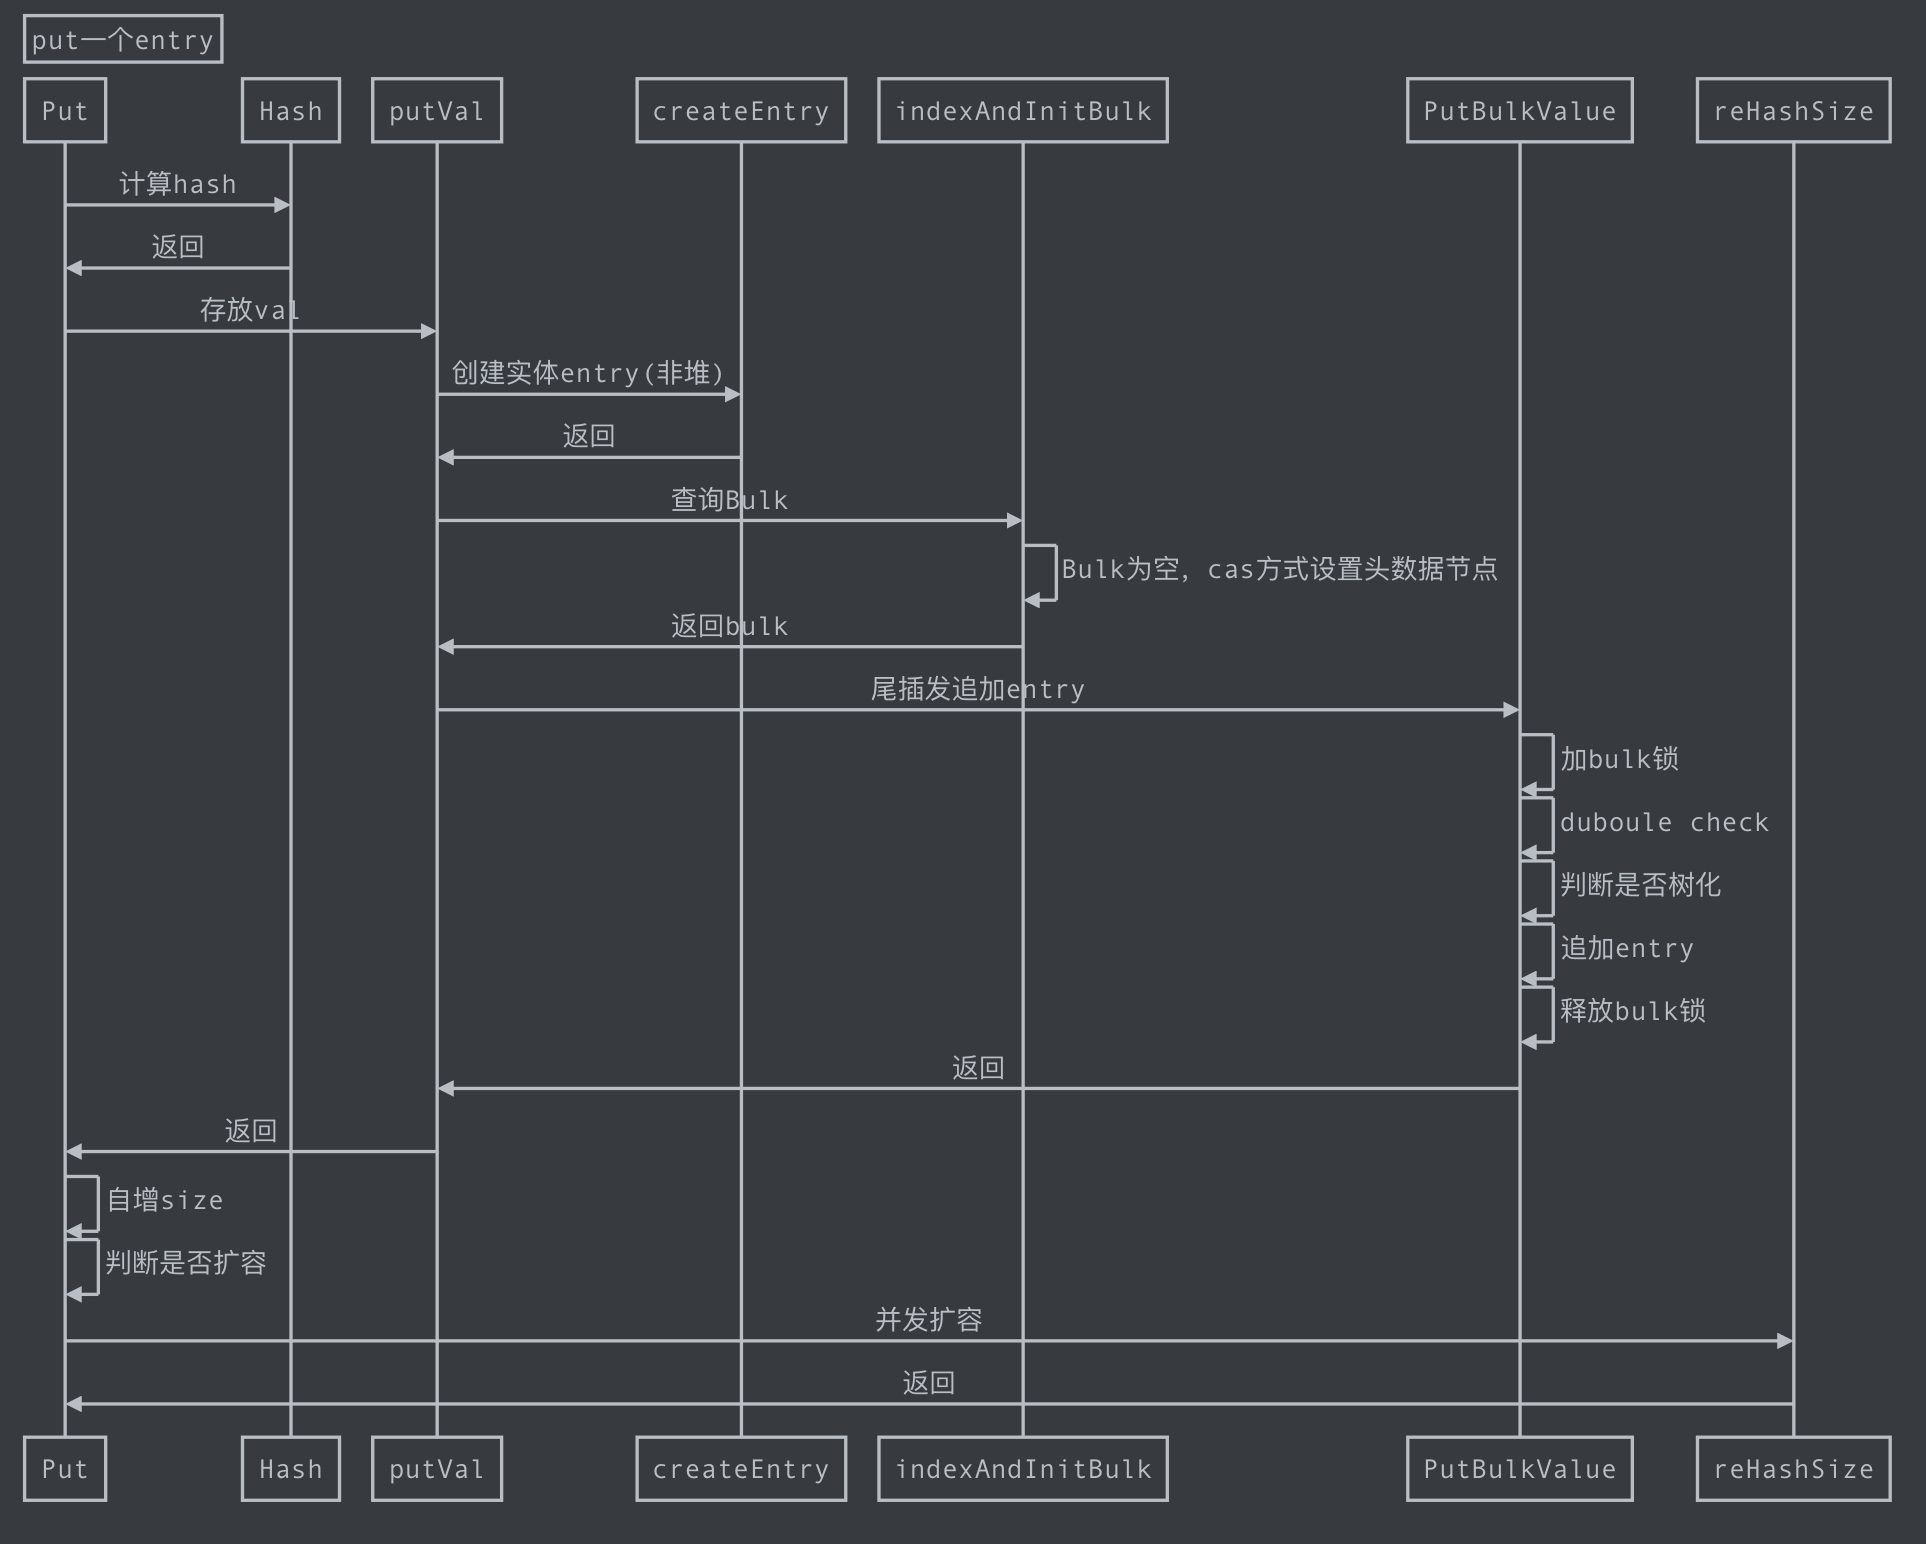 put一个entry
Put
Hash
putVal
createEntry
indexAndInitBulk
PutBulkValue
reHashSize
计算hash
返回
存放val
创建实体entry(非堆)
返回
查询Bulk
Bulk为空，cas方式设置头数据节点
返回bulk
尾插发追加entry
加bulk锁
duboule check
判断是否树化
追加entry
释放bulk锁
返回
返回
自增size
判断是否扩容
并发扩容
返回
Put
Hash
putVal
createEntry
indexAndInitBulk
PutBulkValue
reHashSize